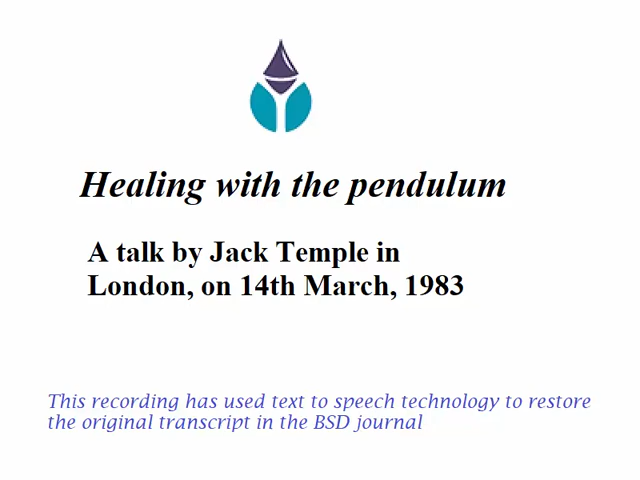 Healing with the pendulum
A talk by Jack Temple in
London, on 14th March, 1983
This recording has used text to speech technology to restore
the original transcript in the BSD journal